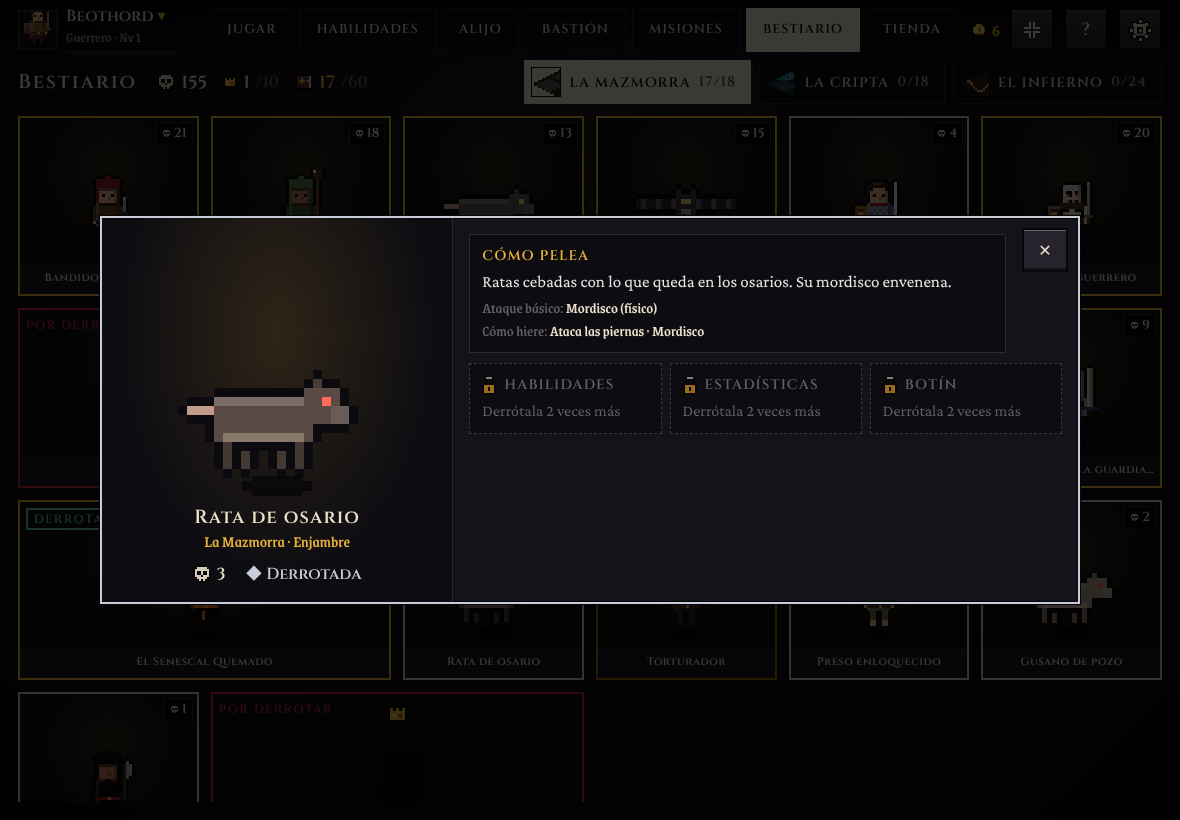 Beothord ▾
Guerrero · Nv 1
JUGAR
HABILIDADES
ALIJO
BASTIÓN
MISIONES
BESTIARIO
TIENDA
6
?
Bestiario
155
1 /10
17 /60
LA MAZMORRA 17/18
LA CRIPTA 0/18
EL INFIERNO 0/24
21
18
13
15
4
20
Bandido
GUERRERO
CÓMO PELEA
Ratas cebadas con lo que queda en los osarios. Su mordisco envenena.
Ataque básico: Mordisco (físico)
Cómo hiere: Ataca las piernas · Mordisco
×
HABILIDADES
Derrótala 2 veces más
ESTADÍSTICAS
Derrótala 2 veces más
BOTÍN
Derrótala 2 veces más
Rata de osario
La Mazmorra · Enjambre
3
Derrotada
POR DERR
9
LA GUARDIA...
DERROTA
2
El Senescal Quemado
Rata de osario
Torturador
Preso enloquecido
Gusano de pozo
1
POR DERROTAR